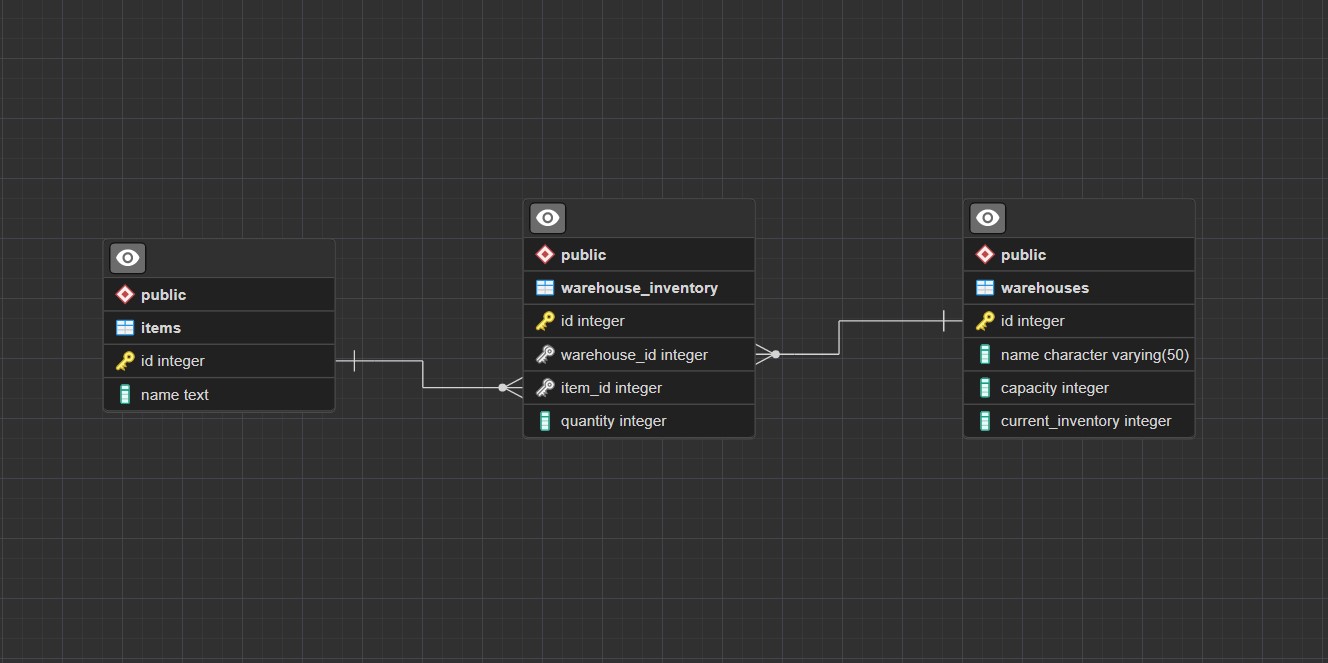 public
items
id integer
name text
public
warehouse_inventory
id integer
warehouse_id integer
item_id integer
quantity integer
public
warehouses
id integer
name character varying(50)
capacity integer
current_inventory integer